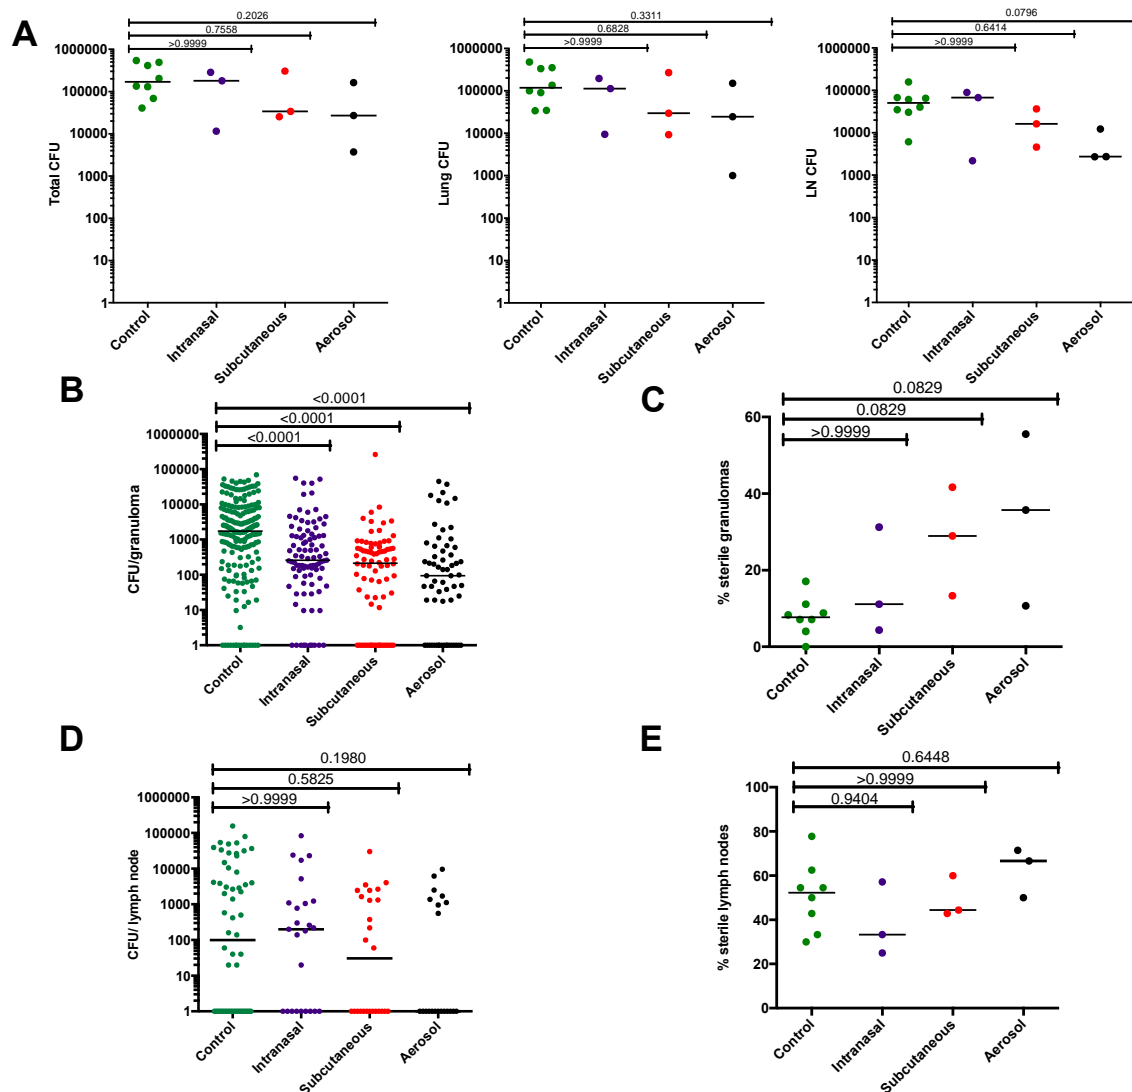 A
0.2026
0.7558
>0.9999
1000000
100000
10000
1000
100
10
1
Total CFU
Control
Intranasal
Subcutaneous
Aerosol
0.3311
0.6828
>0.9999
1000000
100000
10000
1000
100
10
1
Lung CFU
Control
Intranasal
Subcutaneous
Aerosol
0.0796
0.6414
>0.9999
1000000
100000
10000
1000
100
10
1
LN CFU
Control
Intranasal
Subcutaneous
Aerosol
B
<0.0001
<0.0001
<0.0001
1000000
100000
10000
1000
100
10
1
CFU/granuloma
Control
Intranasal
Subcutaneous
Aerosol
C
0.0829
0.0829
>0.9999
60
40
20
0
% sterile granulomas
Control
Intranasal
Subcutaneous
Aerosol
D
0.1980
0.5825
>0.9999
1000000
100000
10000
1000
100
10
1
CFU/ lymph node
Control
Intranasal
Subcutaneous
Aerosol
E
0.6448
>0.9999
0.9404
100
80
60
40
20
0
% sterile lymph nodes
Control
Intranasal
Subcutaneous
Aerosol